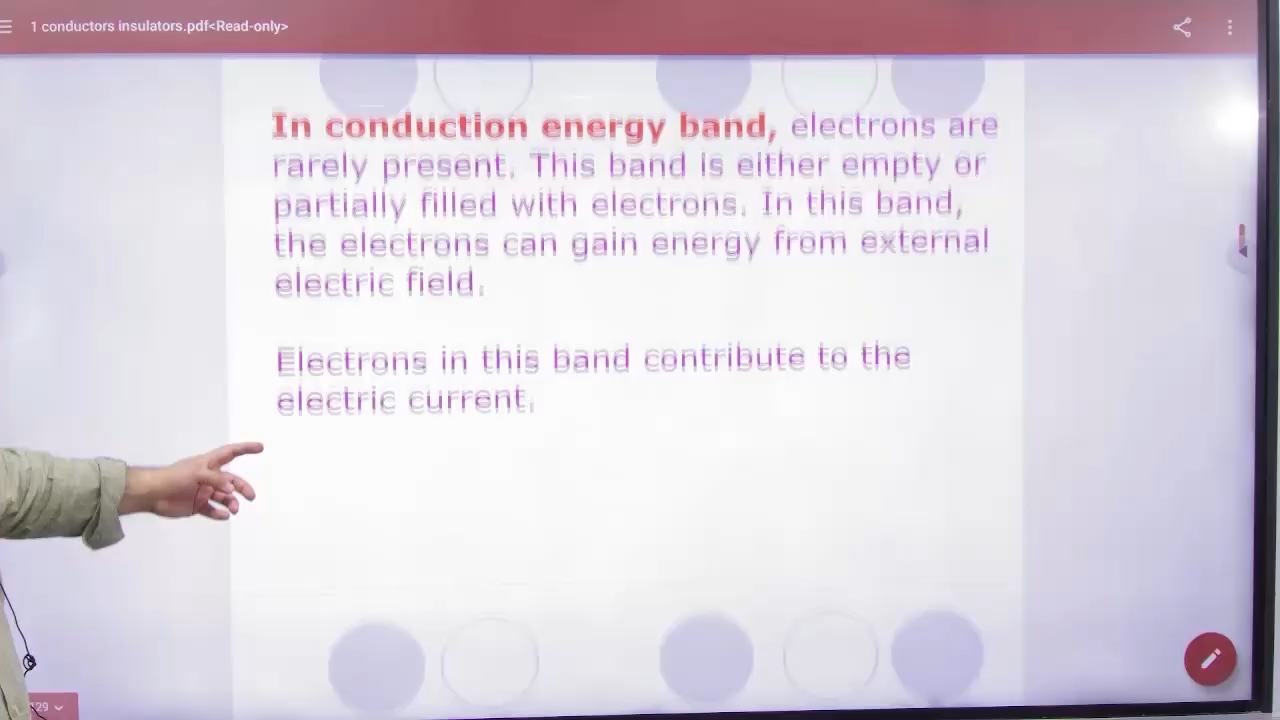 1 conductors insulators.pdf<Read-only>
In conduction energy band, electrons are
rarely present. This band is either empty or
partially filled with electrons. In this band,
the electrons can gain energy from external
electric field.
Electrons in this band contribute to the
electric current.
29